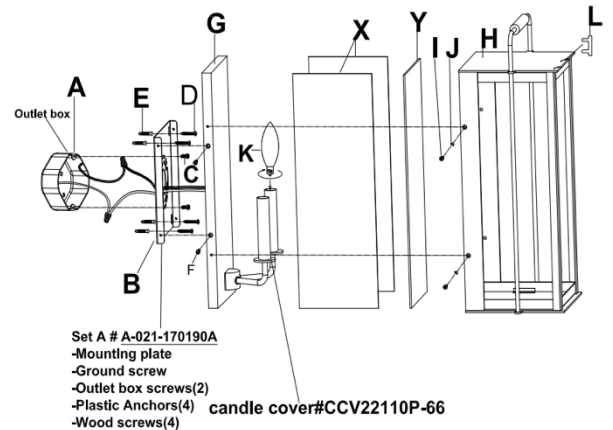 G
X
Y
I
J
H
L
A
Outlet box
E
D
K
C
B
F
Set A # A-021-170190A
-Mounting plate
-Ground screw
-Outlet box screws(2)
-Plastic Anchors(4)
-Wood screws(4)
candle cover#CCV22110P-66